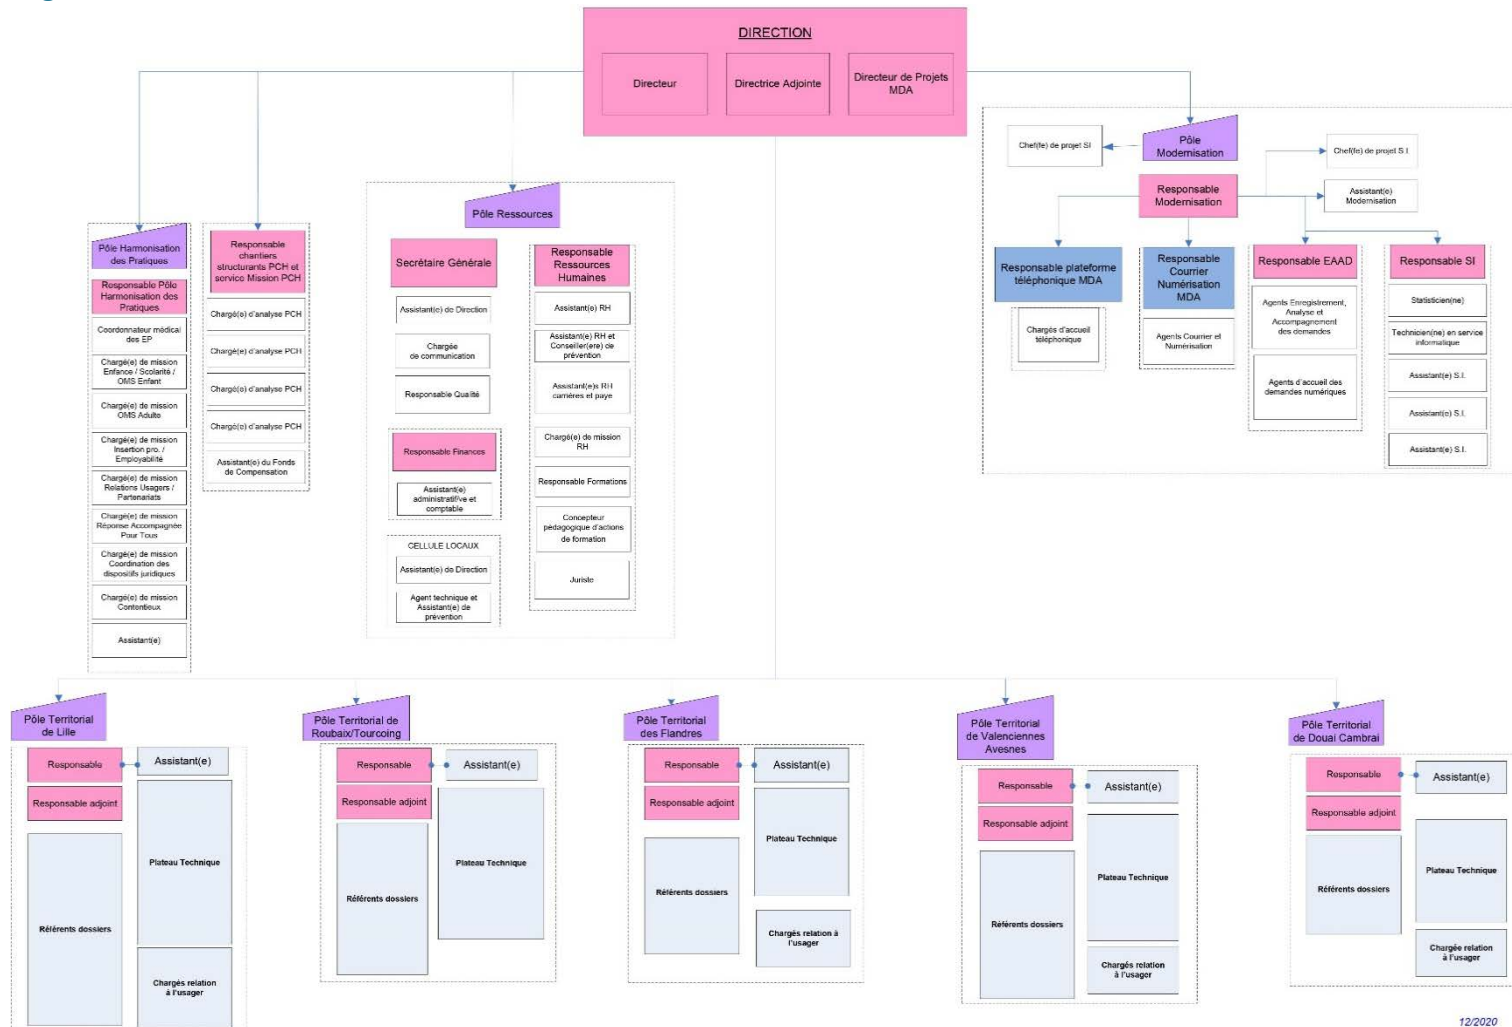 DIRECTION
Directeur
Directrice Adjointe
Directeur de Projets
MDA
Pôle
Modernisation
Chef(fe) de projet SI
Chef(fe) de projet S.I.
Responsable
Modernisation
Assistant(e)
Modernisation
Responsable plateforme
téléphonique MDA
Chargés d'accueil
téléphonique
Responsable
Courrier
Numérisation
MDA
Agents Courrier et
Numérisation
Responsable EAAD
Agents Enregistrement,
Analyse et
Accompagnement
des demandes
Agents d'accueil des
demandes numériques
Responsable SI
Statisticien(ne)
Technicien(ne) en service
informatique
Assistant(e) S.I.
Assistant(e) S.I.
Assistant(e) S.I.
Pôle Ressources
Secrétaire Générale
Assistant(e) de Direction
Chargée
de communication
Responsable Qualité
Responsable Finances
Assistant(e)
administratif/ve et
comptable
CELLULE LOCAUX
Assistant(e) de Direction
Agent technique et
Assistant(e) de
prévention
Responsable
Ressources
Humaines
Assistant(e) RH
Assistant(e) RH et
Conseiller(ere) de
prévention
Assistant(e)s RH
carrières et paye
Chargé(e) de mission
RH
Responsable Formations
Concepteur
pédagogique d'actions
de formation
Juriste
Pôle Harmonisation
des Pratiques
Responsable Pôle
Harmonisation des
Pratiques
Coordonnateur médical
des EP
Chargé(e) de mission
Enfance / Scolarité /
OMS Enfant
Chargé(e) de mission
OMS Adulte
Chargé(e) de mission
Insertion pro. /
Employabilité
Chargé(e) de mission
Relations Usagers /
Partenariats
Chargé(e) de mission
Réponse Accompagnée
Pour Tous
Chargé(e) de mission
Coordination des
dispositifs juridiques
Chargé(e) de mission
Contentieux
Assistant(e)
Responsable
chantiers
structurants PCH et
service Mission PCH
Chargé(e) d'analyse PCH
Chargé(e) d'analyse PCH
Chargé(e) d'analyse PCH
Chargé(e) d'analyse PCH
Assistant(e) du Fonds
de Compensation
Pôle Territorial
de Lille
Responsable
Assistant(e)
Responsable adjoint
Plateau Technique
Référents dossiers
Chargés relation
à l'usager
Pôle Territorial de
Roubaix/Tourcoing
Responsable
Assistant(e)
Responsable adjoint
Plateau Technique
Référents dossiers
Pôle Territorial
des Flandres
Responsable
Assistant(e)
Responsable adjoint
Plateau Technique
Référents dossiers
Chargés relation à
l'usager
Pôle Territorial
de Valenciennes
Avesnes
Responsable
Assistant(e)
Responsable adjoint
Plateau Technique
Référents dossiers
Chargés relation
à l'usager
Pôle Territorial
de Douai Cambrai
Responsable
Assistant(e)
Responsable adjoint
Plateau Technique
Référents dossiers
Chargée relation
à l'usager
12/2020